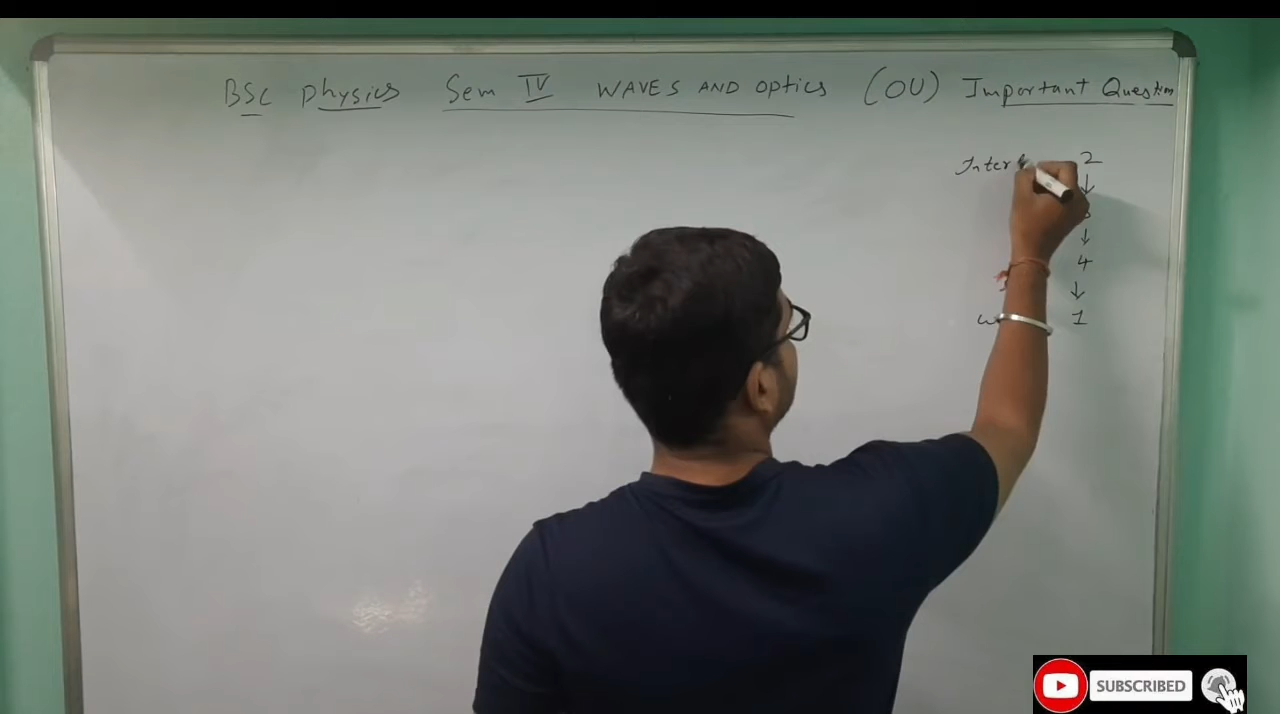 BSc Physics Sem IV WAVES AND Optics (OU) Important Question
Inter 2
↓
↓
4
↓
1
SUBSCRIBED